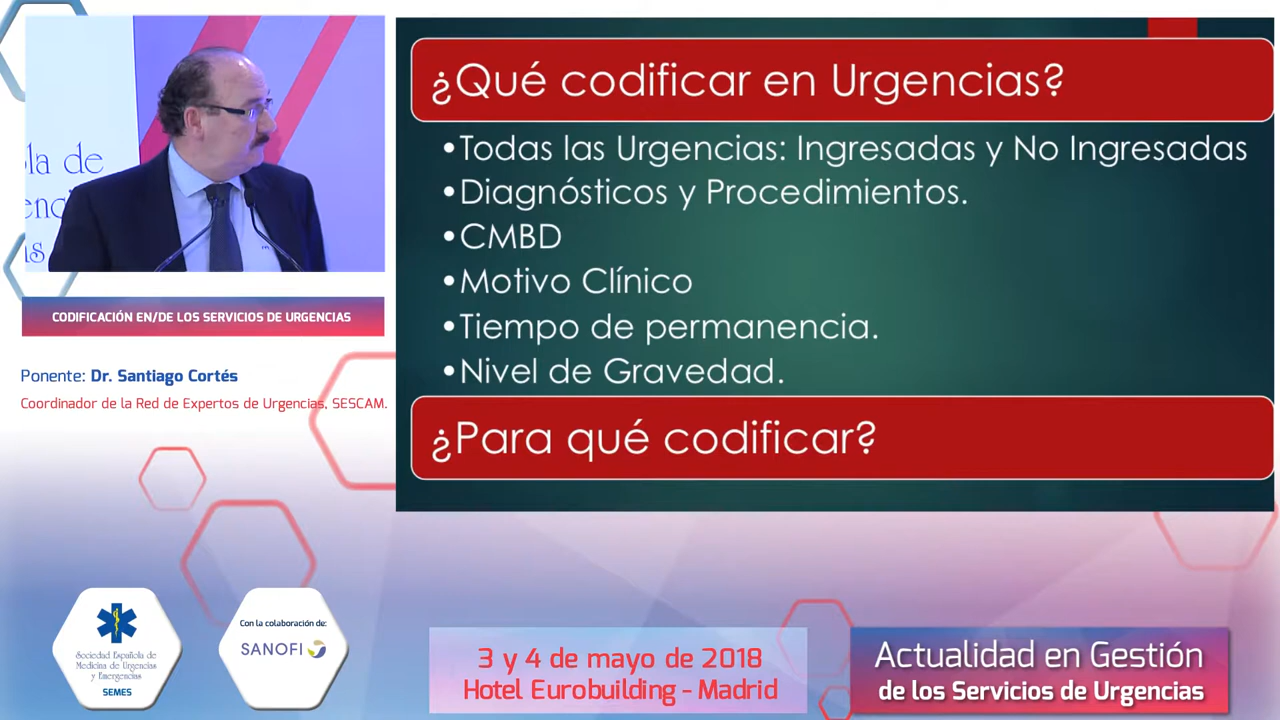 la de
CODIFICACIÓN EN/DE LOS SERVICIOS DE URGENCIAS
Ponente: Dr. Santiago Cortés
Coordinador de la Red de Expertos de Urgencias, SESCAM.
¿Qué codificar en Urgencias?
•Todas las Urgencias: Ingresadas y No Ingresadas
•Diagnósticos y Procedimientos.
•CMBD
•Motivo Clínico
•Tiempo de permanencia.
•Nivel de Gravedad.
¿Para qué codificar?
Sociedad Española de
Medicina de Urgencias
y Emergencias
SEMES
Con la colaboración de:
SANOFI
3 y 4 de mayo de 2018
Hotel Eurobuilding - Madrid
Actualidad en Gestión
de los Servicios de Urgencias